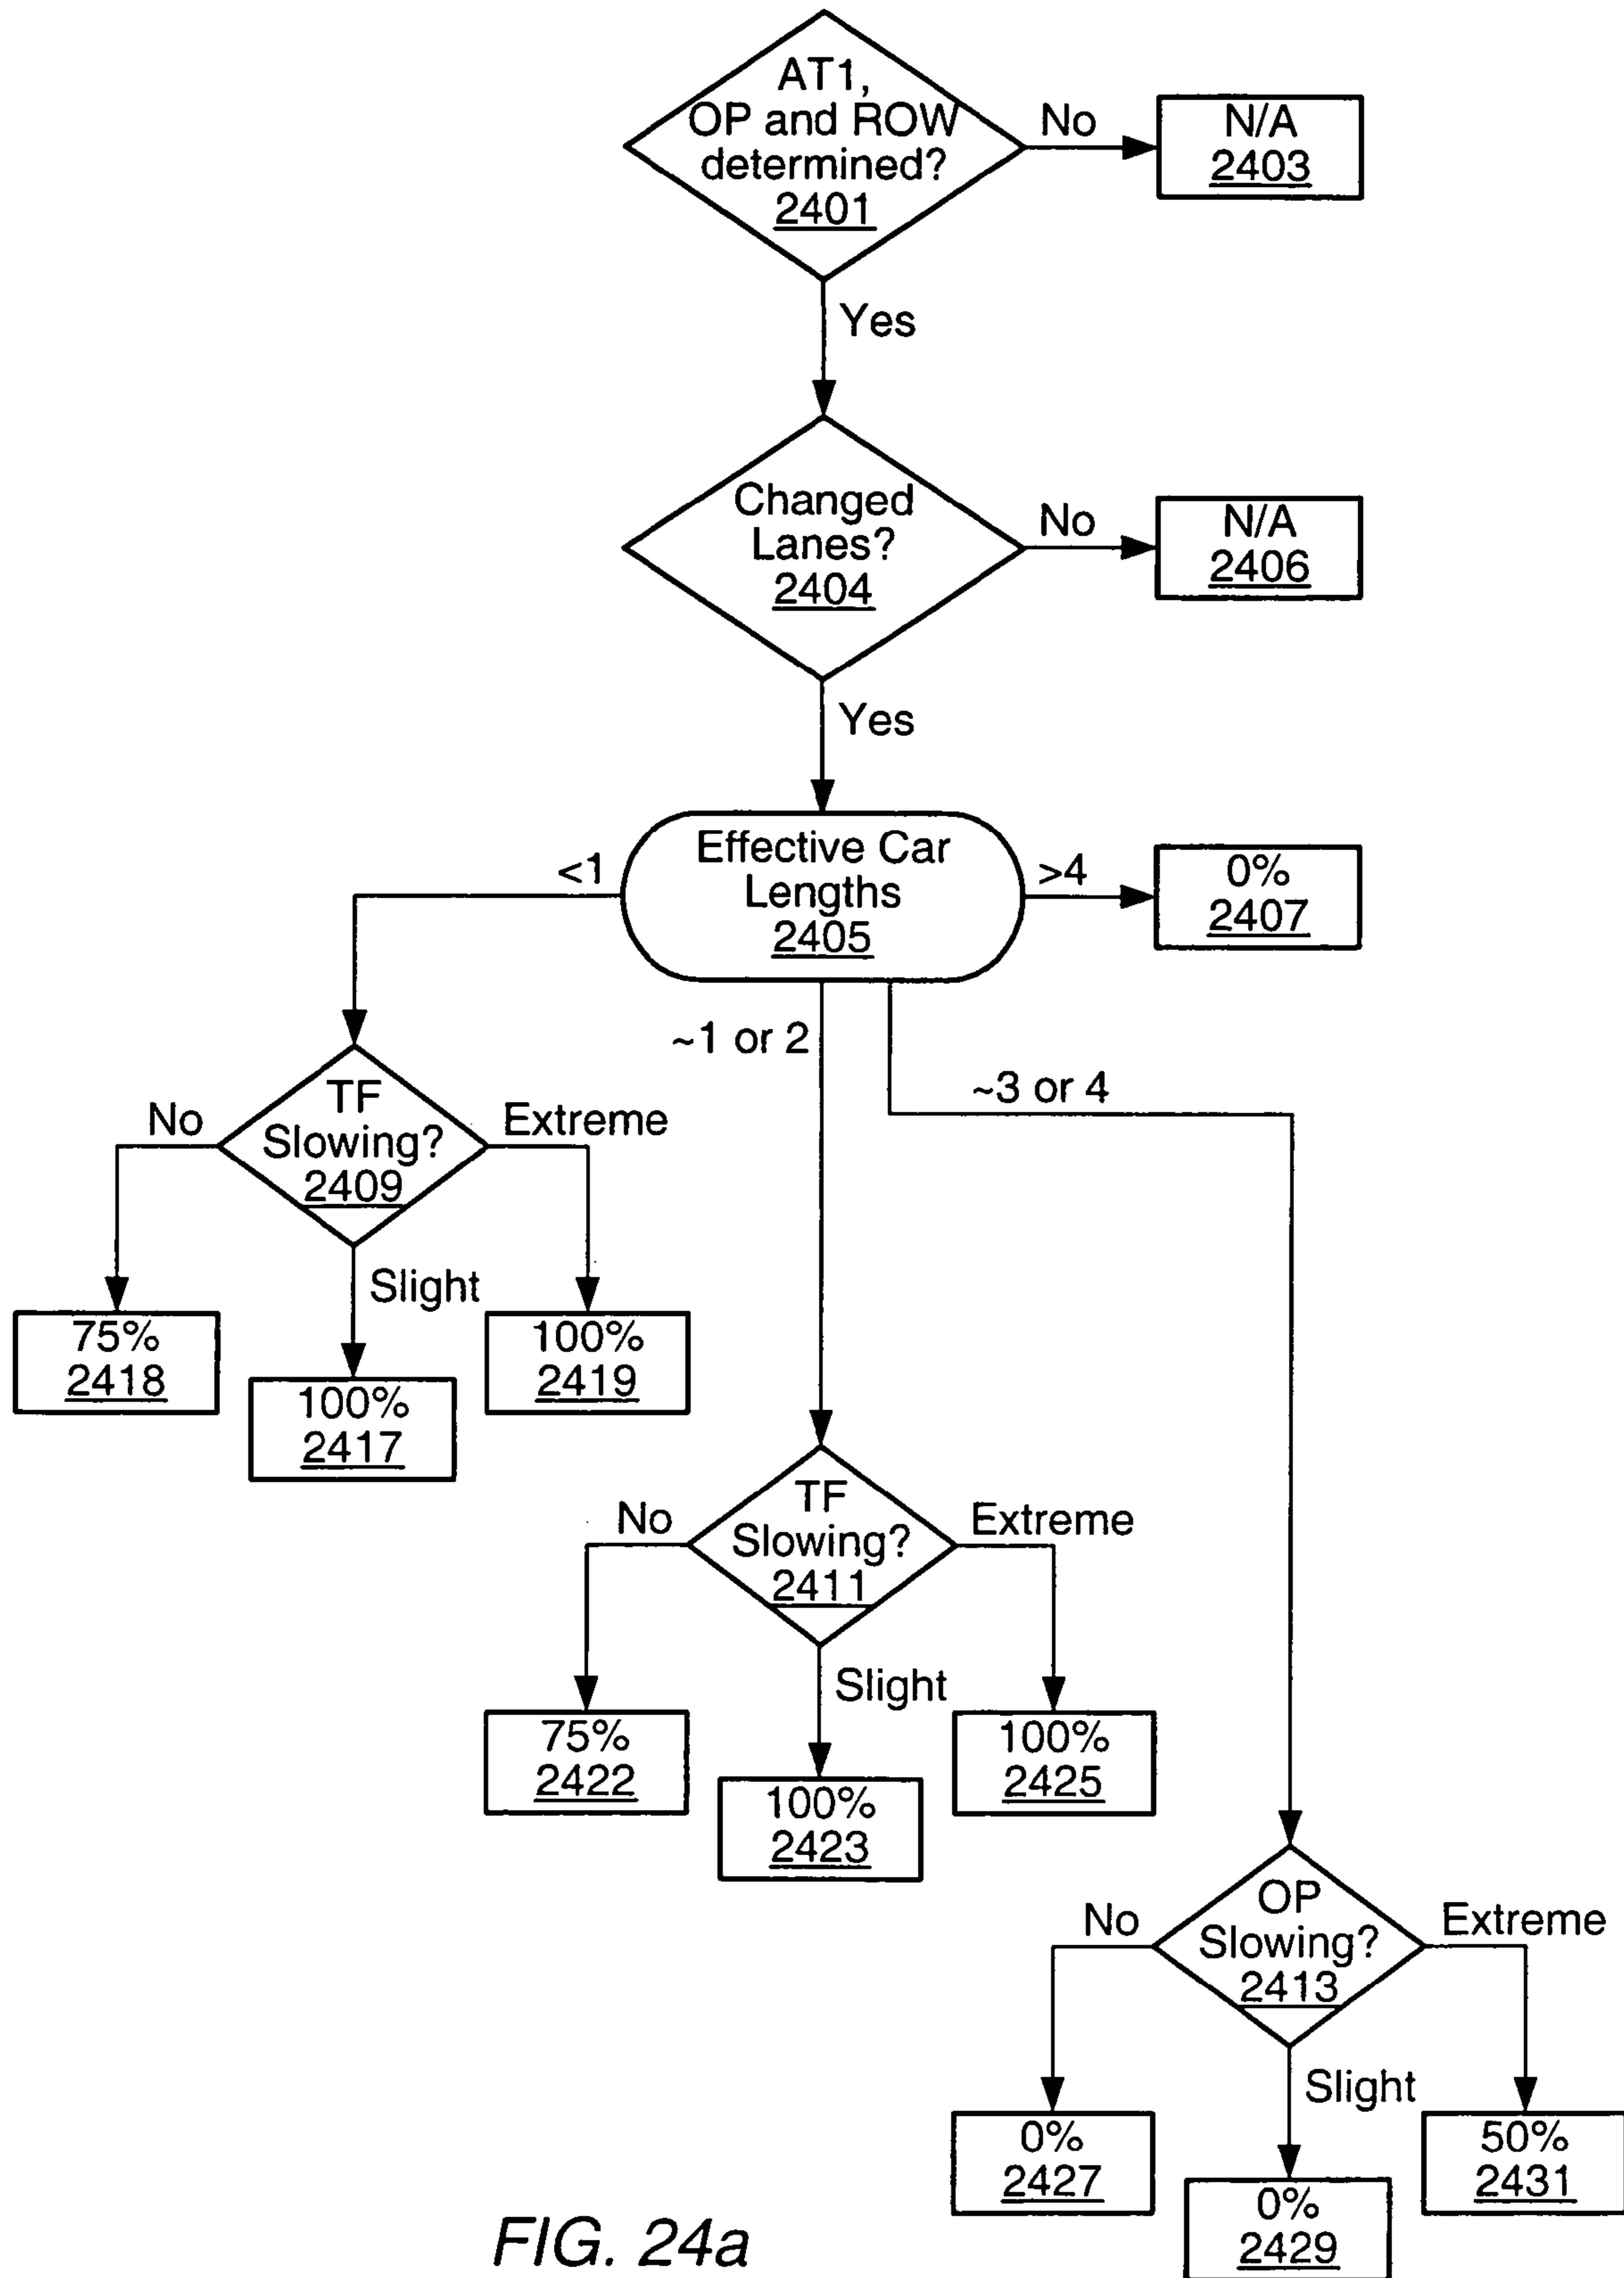 AT1,
OP and ROW
determined?
2401
No
N/A
2403
Yes
Changed
Lanes?
2404
No
N/A
2406
Yes
Effective Car
Lengths
2405
<1
>4
0%
2407
~1 or 2
~3 or 4
TF
Slowing?
2409
No
Extreme
Slight
75%
2418
100%
2417
100%
2419
TF
Slowing?
2411
No
Extreme
Slight
75%
2422
100%
2423
100%
2425
OP
Slowing?
2413
No
Extreme
Slight
0%
2427
0%
2429
50%
2431
FIG. 24a